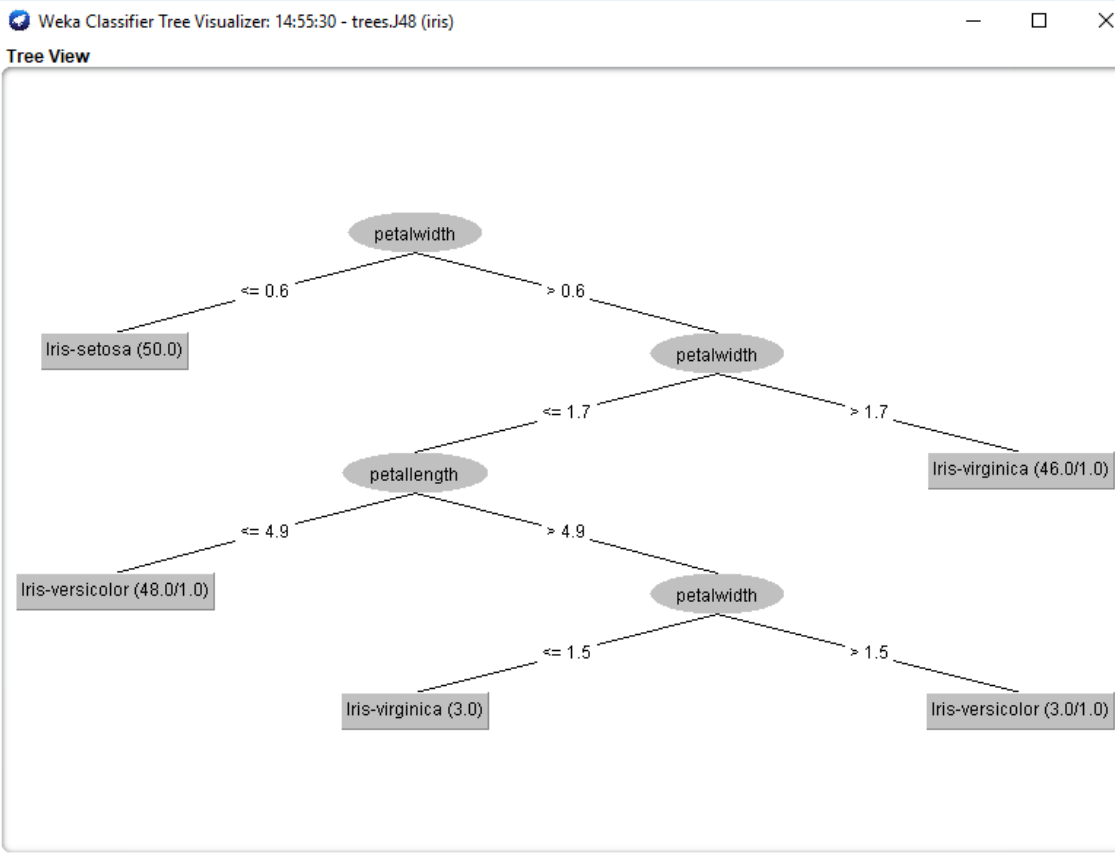 Weka Classifier Tree Visualizer: 14:55:30 - trees.J48 (iris)
Tree View
petalwidth
<= 0.6
> 0.6
Iris-setosa (50.0)
petalwidth
<= 1.7
> 1.7
petallength
Iris-virginica (46.0/1.0)
<= 4.9
> 4.9
Iris-versicolor (48.0/1.0)
petalwidth
<= 1.5
> 1.5
Iris-virginica (3.0)
Iris-versicolor (3.0/1.0)